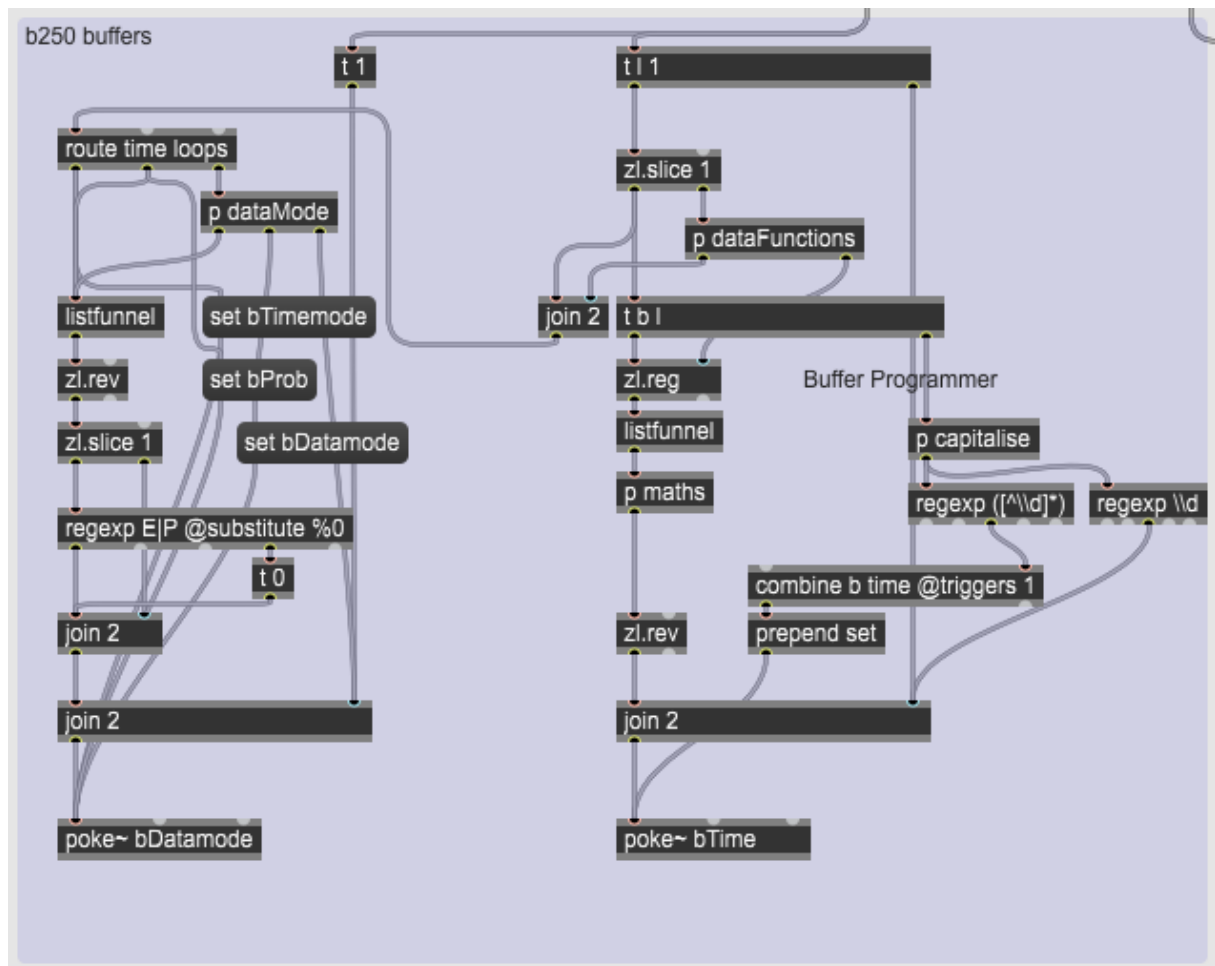 b250 buffers
t 1
t l 1
route time loops
zl.slice 1
p dataMode
p dataFunctions
listfunnel
set bTimemode
join 2
t b l
zl.rev
set bProb
zl.reg
Buffer Programmer
zl.slice 1
set bDatamode
listfunnel
p capitalise
p maths
regexp ([^\\d]*)
regexp \\d
regexp E|P @substitute %0
t 0
combine b time @triggers 1
join 2
zl.rev
prepend set
join 2
join 2
poke~ bDatamode
poke~ bTime